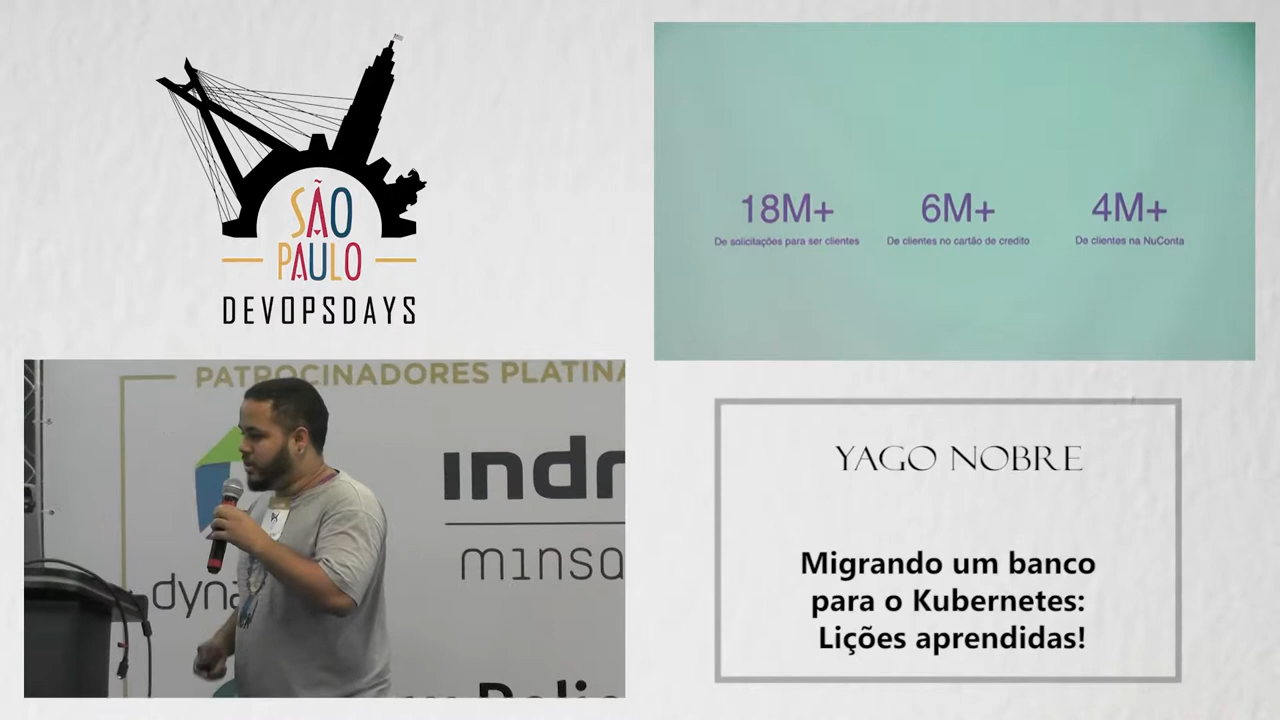 SÃO
PAULO
DEVOPSDAYS
18M+
De solicitações para ser clientes
6M+
De clientes no cartão de credito
4M+
De clientes na NuConta
PATROCINADORES PLATINA
indr
minsa
dyna
YAGO NOBRE
Migrando um banco
para o Kubernetes:
Lições aprendidas!